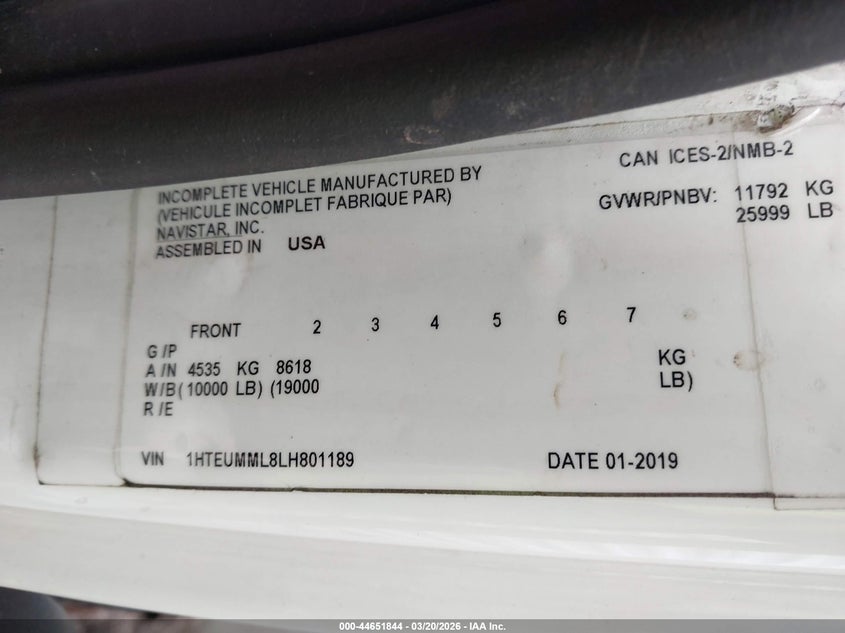 INCOMPLETE VEHICLE MANUFACTURED BY
(VEHICULE INCOMPLET FABRIQUE PAR)
NAVISTAR, INC.
ASSEMBLED IN USA
CAN ICES-2/NMB-2
GVWR/PNBV: 11792 KG
25999 LB
FRONT 2 3 4 5 6 7
G /P
A /N 4535 KG 8618 KG
W/B ( 10000 LB) (19000 LB)
R /E
VIN 1HTEUMML8LH801189 DATE 01-2019
000-44651844 - 03/20/2026 - IAA Inc.